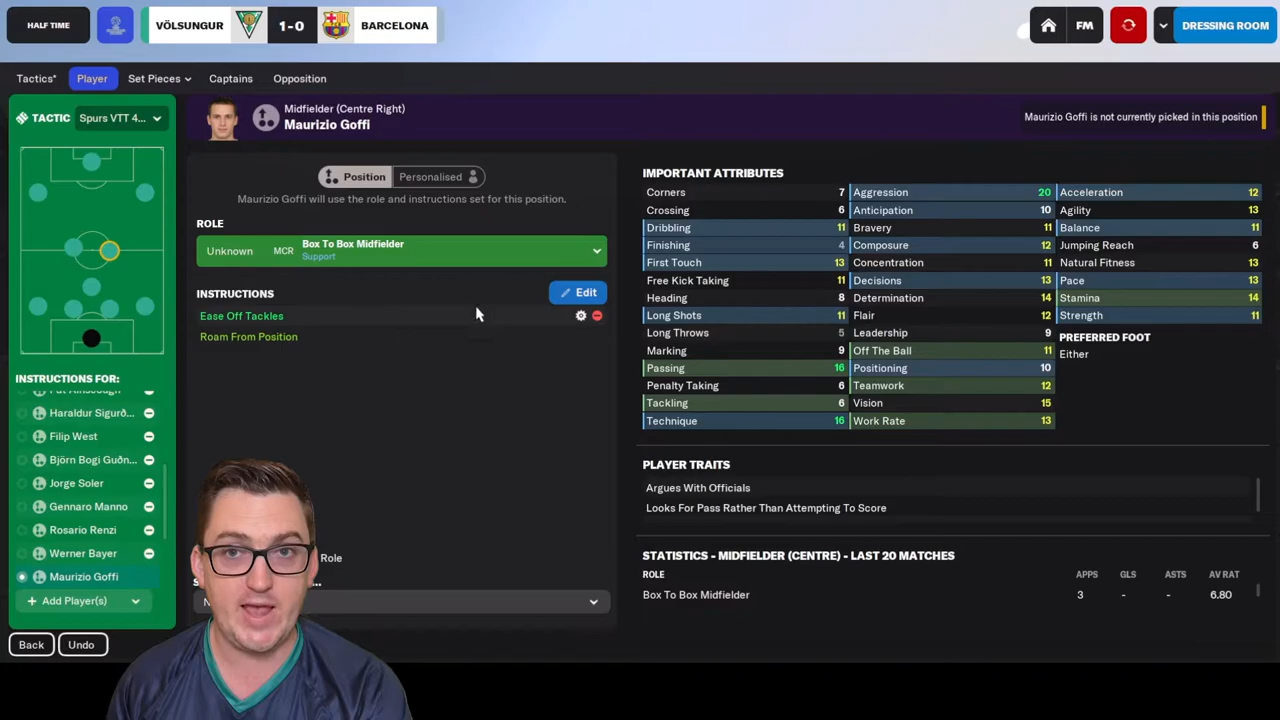 HALF TIME
VÖLSUNGUR
1-0
BARCELONA
FM
DRESSING ROOM
Tactics*
Player
Set Pieces
Captains
Opposition
TACTIC
Spurs VTT 4...
Midfielder (Centre Right)
Maurizio Goffi
Maurizio Goffi is not currently picked in this position
Position
Personalised
Maurizio Goffi will use the role and instructions set for this position.
ROLE
Unknown
MCR
Box To Box Midfielder
Support
INSTRUCTIONS
Edit
Ease Off Tackles
Roam From Position
IMPORTANT ATTRIBUTES
Corners 7 Aggression 20 Acceleration 12
Crossing 6 Anticipation 10 Agility 13
Dribbling 11 Bravery 11 Balance 11
Finishing 4 Composure 12 Jumping Reach 6
First Touch 13 Concentration 11 Natural Fitness 13
Free Kick Taking 11 Decisions 13 Pace 13
Heading 8 Determination 14 Stamina 14
Long Shots 11 Flair 12 Strength 11
Long Throws 5 Leadership 9
Marking 9 Off The Ball 11
Passing 16 Positioning 10
Penalty Taking 6 Teamwork 12
Tackling 6 Vision 15
Technique 16 Work Rate 13
PREFERRED FOOT
Either
INSTRUCTIONS FOR:
Haraldur Sigurð...
Filip West
Björn Bogi Guðn...
Jorge Soler
Gennaro Manno
Rosario Renzi
Werner Bayer
Maurizio Goffi
Add Player(s)
Back
Undo
Role
PLAYER TRAITS
Argues With Officials
Looks For Pass Rather Than Attempting To Score
STATISTICS - MIDFIELDER (CENTRE) - LAST 20 MATCHES
ROLE APPS GLS ASTS AV RAT
Box To Box Midfielder 3 - - 6.80